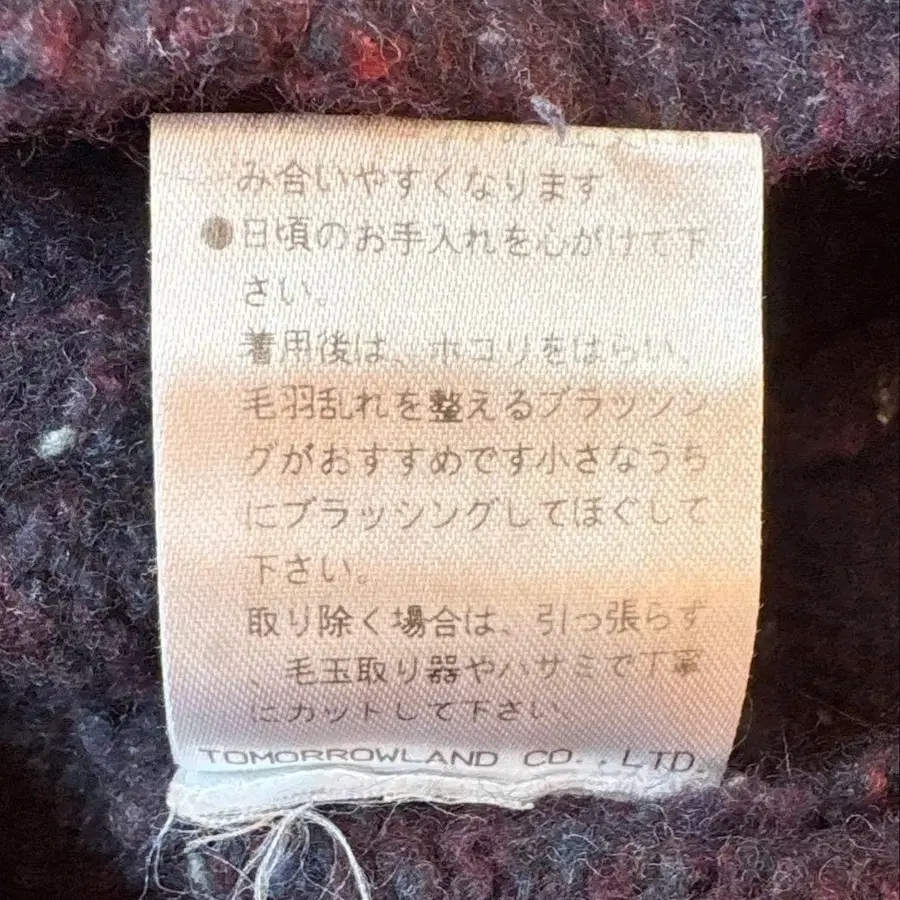 み合いやすくなります。
●日頃のお手入れを心がけて下
さい。
着用後は、ホコリをはらい、
毛羽乱れを整えるブラッシン
グがおすすめです小さなうち
にブラッシングしてほぐして
下さい。
取り除く場合は、引っ張らず
、毛玉取り器やハサミで丁寧
にカットして下さい。
TOMORROWLAND CO.,LTD.